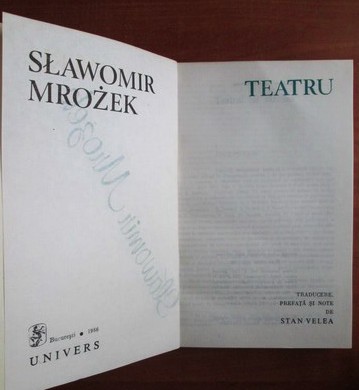 SŁAWOMIR
MROŻEK
București • 1986
UNIVERS
TEATRU
TRADUCERE,
PREFAȚĂ ȘI NOTE
DE
STAN VELEA